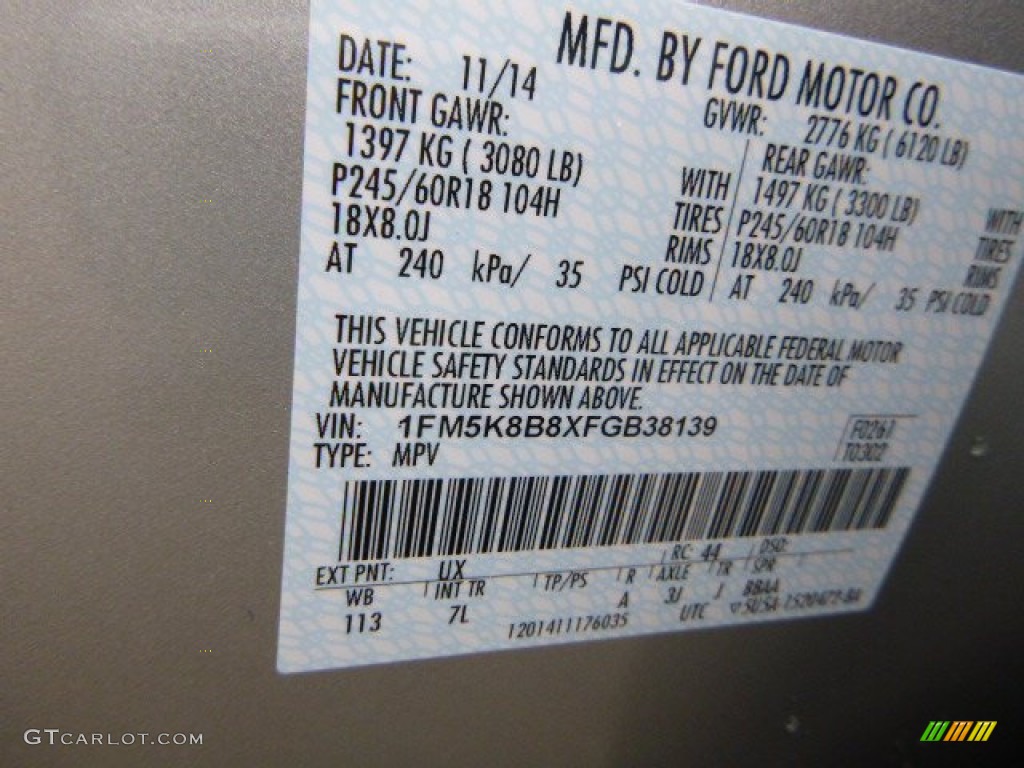 MFD. BY FORD MOTOR CO.
DATE: 11/14 GVWR: 2776 KG ( 6120 LB)
FRONT GAWR: REAR GAWR:
1397 KG ( 3080 LB) WITH 1497 KG ( 3300 LB) WITH
P245/60R18 104H TIRES P245/60R18 104H TIRES
18X8.0J RIMS 18X8.0J RIMS
AT 240 kPa/ 35 PSI COLD AT 240 kPa/ 35 PSI COLD
THIS VEHICLE CONFORMS TO ALL APPLICABLE FEDERAL MOTOR
VEHICLE SAFETY STANDARDS IN EFFECT ON THE DATE OF
MANUFACTURE SHOWN ABOVE.
VIN: 1FM5K8B8XFGB38139 F0261
TYPE: MPV T0302
EXT PNT: UX RC: 44 DSO:
WB INT TR TP/PS R AXLE TR SPR
113 7L A 3J J BBAA
1201411176035 UTC
GTCARLOT.COM